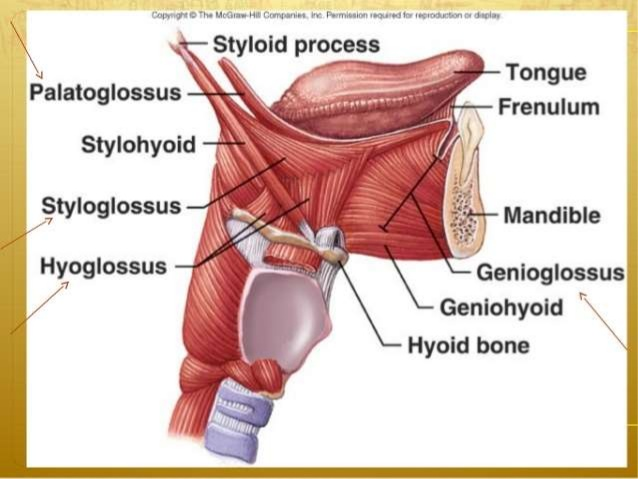 Copyright © The McGraw-Hill Companies, Inc. Permission required for reproduction or display.
Styloid process
Tongue
Palatoglossus
Frenulum
Stylohyoid
Styloglossus
Mandible
Hyoglossus
Genioglossus
Geniohyoid
Hyoid bone